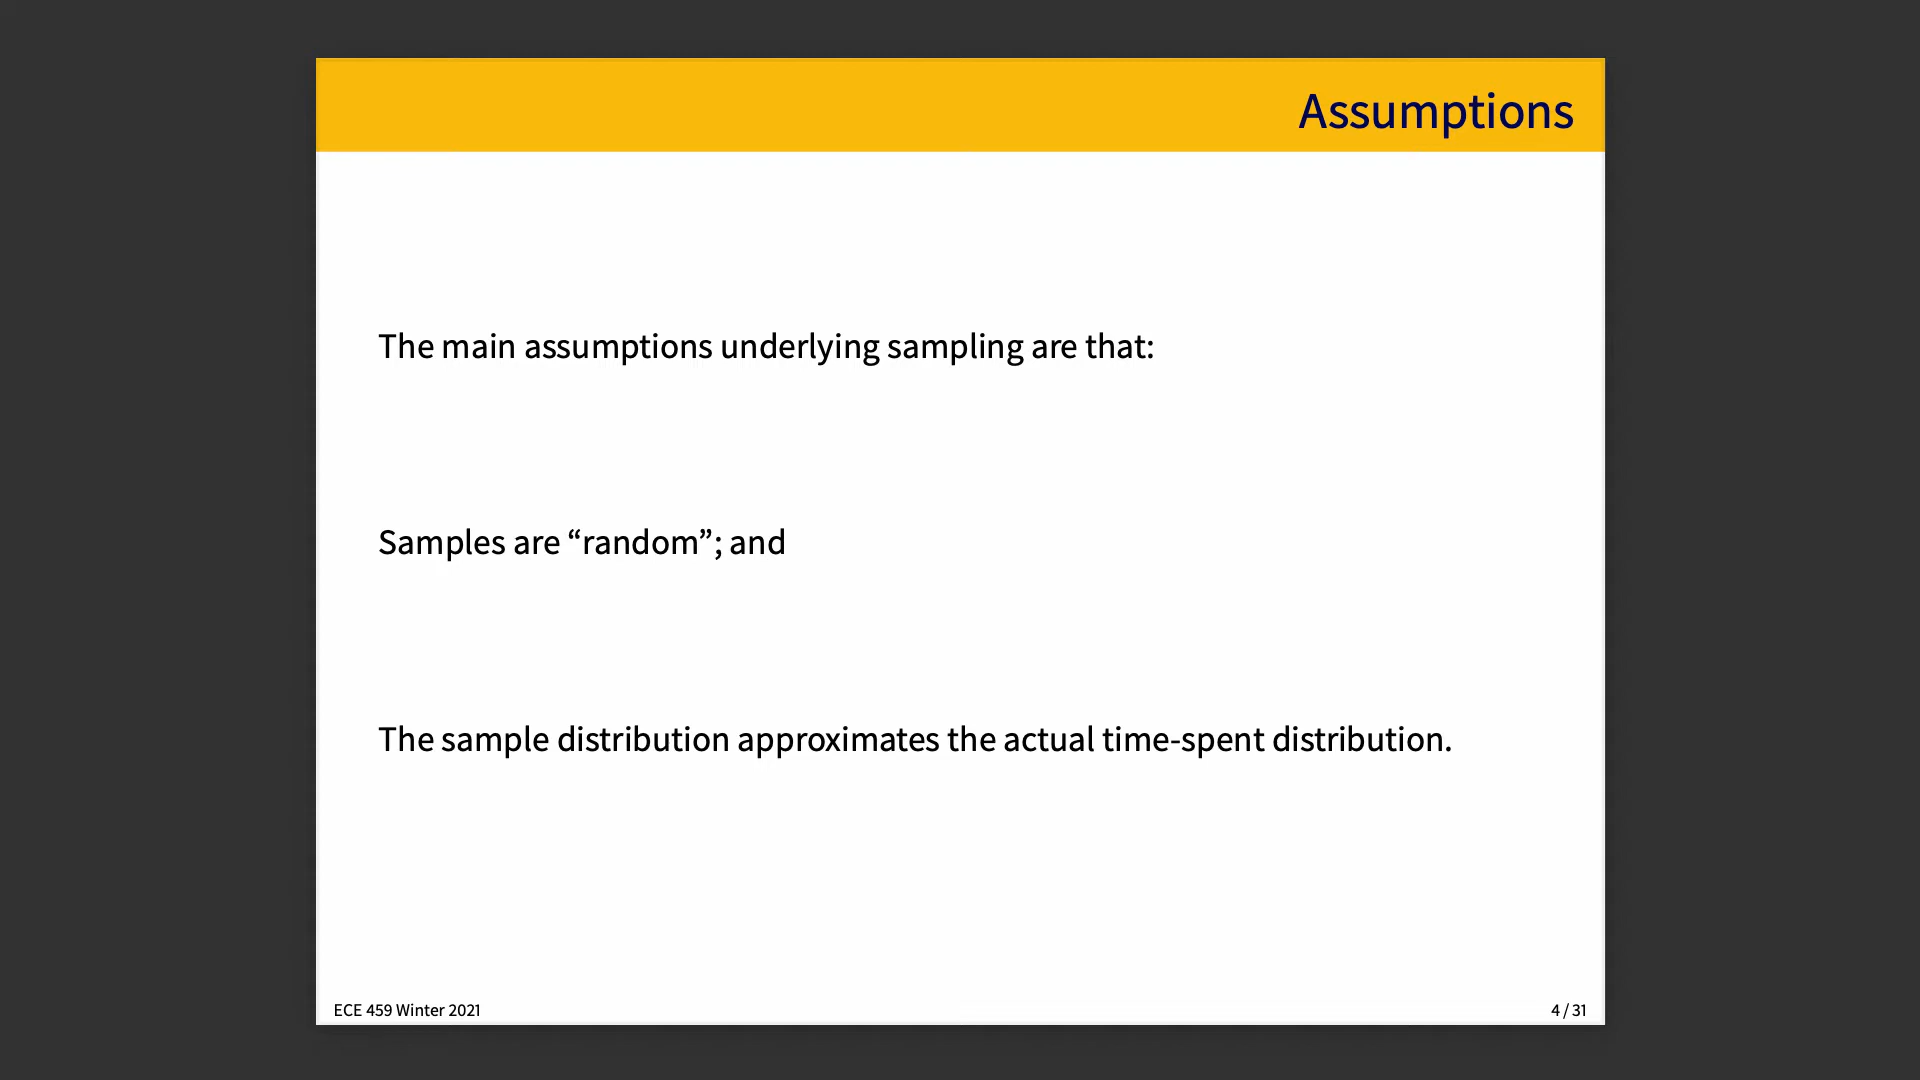 Assumptions
The main assumptions underlying sampling are that:
Samples are “random”; and
The sample distribution approximates the actual time-spent distribution.
ECE 459 Winter 2021
4 / 31